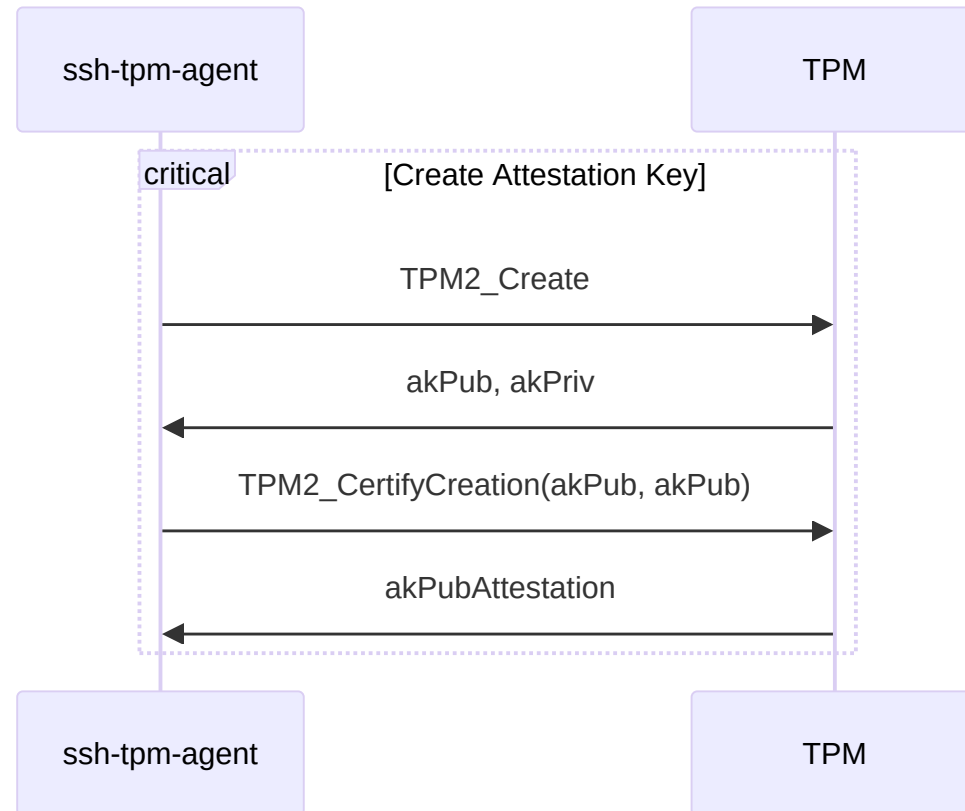 ssh-tpm-agent
TPM
critical
[Create Attestation Key]
TPM2_Create
akPub, akPriv
TPM2_CertifyCreation(akPub, akPub)
akPubAttestation
ssh-tpm-agent
TPM